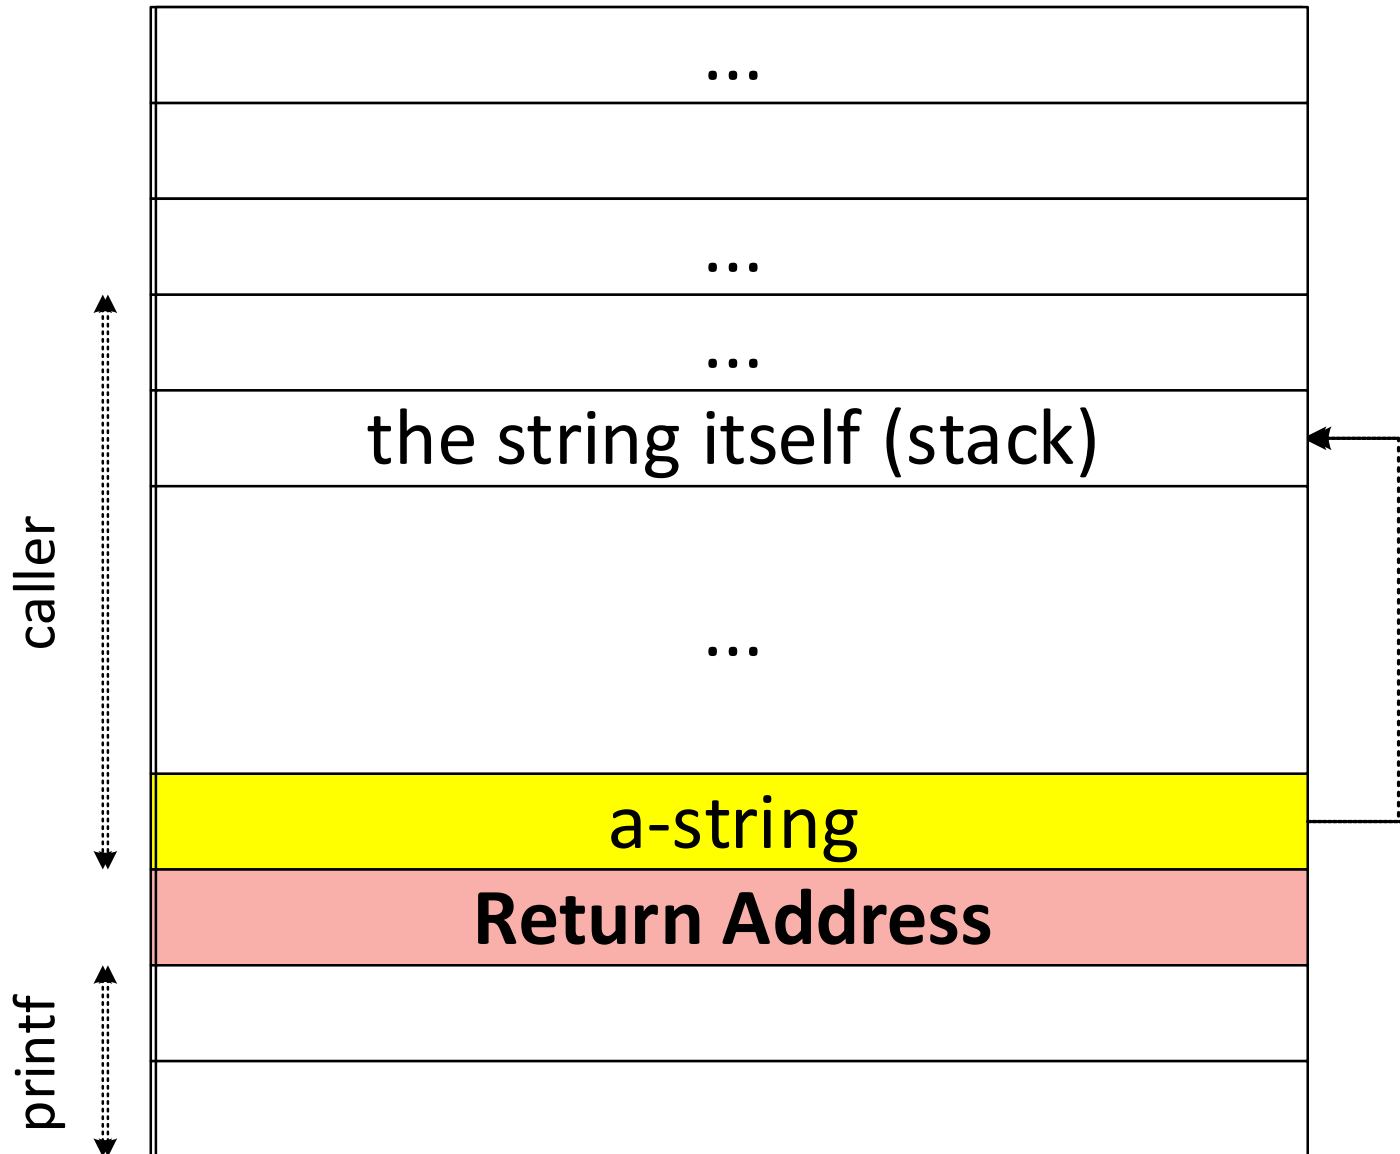 ...
...
...
the string itself (stack)
caller
...
a-string
Return Address
printf